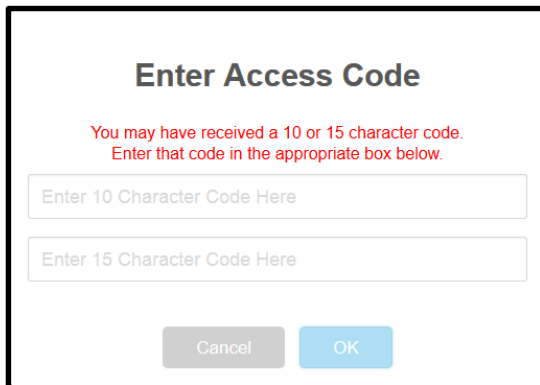 Enter Access Code
You may have received a 10 or 15 character code.
Enter that code in the appropriate box below.
Enter 10 Character Code Here
Enter 15 Character Code Here
Cancel
OK